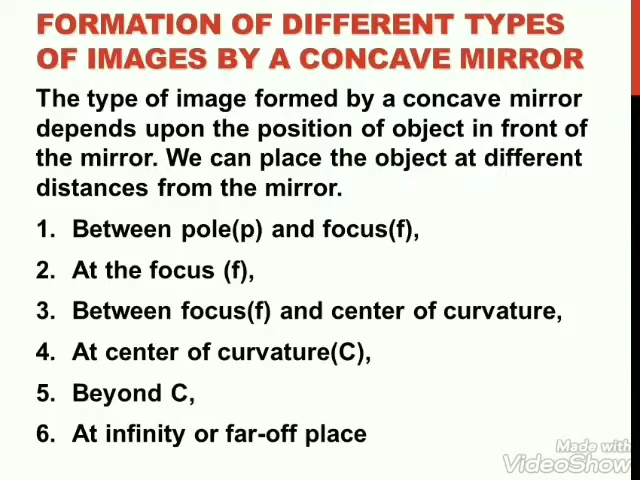 FORMATION OF DIFFERENT TYPES
OF IMAGES BY A CONCAVE MIRROR
The type of image formed by a concave mirror
depends upon the position of object in front of
the mirror. We can place the object at different
distances from the mirror.
1. Between pole(p) and focus(f),
2. At the focus (f),
3. Between focus(f) and center of curvature,
4. At center of curvature(C),
5. Beyond C,
6. At infinity or far-off place
Made with
VideoShow